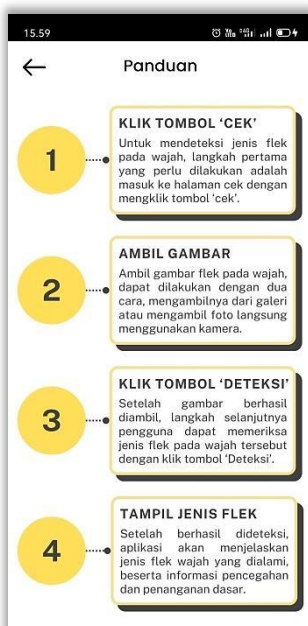 15.59
Panduan
1
KLIK TOMBOL ‘CEK’
Untuk mendeteksi jenis flek
pada wajah, langkah pertama
yang perlu dilakukan adalah
masuk ke halaman cek dengan
mengklik tombol ‘cek’.
2
AMBIL GAMBAR
Ambil gambar flek pada wajah,
dapat dilakukan dengan dua
cara, mengambilnya dari galeri
atau mengambil foto langsung
menggunakan kamera.
3
KLIK TOMBOL ‘DETEKSI’
Setelah gambar berhasil
diambil, langkah selanjutnya
pengguna dapat memeriksa
jenis flek pada wajah tersebut
dengan klik tombol ‘Deteksi’.
4
TAMPIL JENIS FLEK
Setelah berhasil dideteksi,
aplikasi akan menjelaskan
jenis flek wajah yang dialami,
beserta informasi pencegahan
dan penanganan dasar.